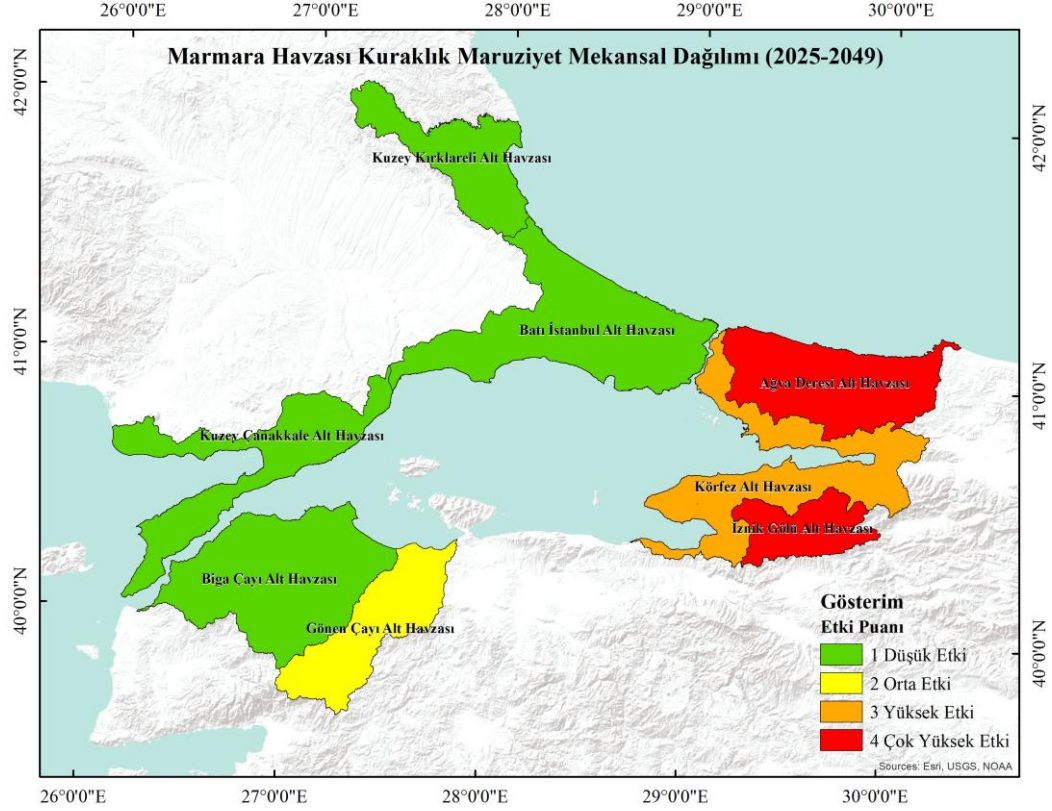 26°0'0"E 27°0'0"E 28°0'0"E 29°0'0"E 30°0'0"E
Marmara Havzası Kuraklık Maruziyet Mekansal Dağılımı (2025-2049)
42°0'0"N
42°0'0"N
Kuzey Kırklareli Alt Havzası
Batı İstanbul Alt Havzası
41°0'0"N
41°0'0"N
Ağva Deresi Alt Havzası
Kuzey Çanakkale Alt Havzası
Körfez Alt Havzası
İznik Gölü Alt Havzası
Biga Çayı Alt Havzası
Gönen Çayı Alt Havzası
40°0'0"N
40°0'0"N
Gösterim
Etki Puanı
1 Düşük Etki
2 Orta Etki
3 Yüksek Etki
4 Çok Yüksek Etki
Sources: Esri, USGS, NOAA
26°0'0"E 27°0'0"E 28°0'0"E 29°0'0"E 30°0'0"E